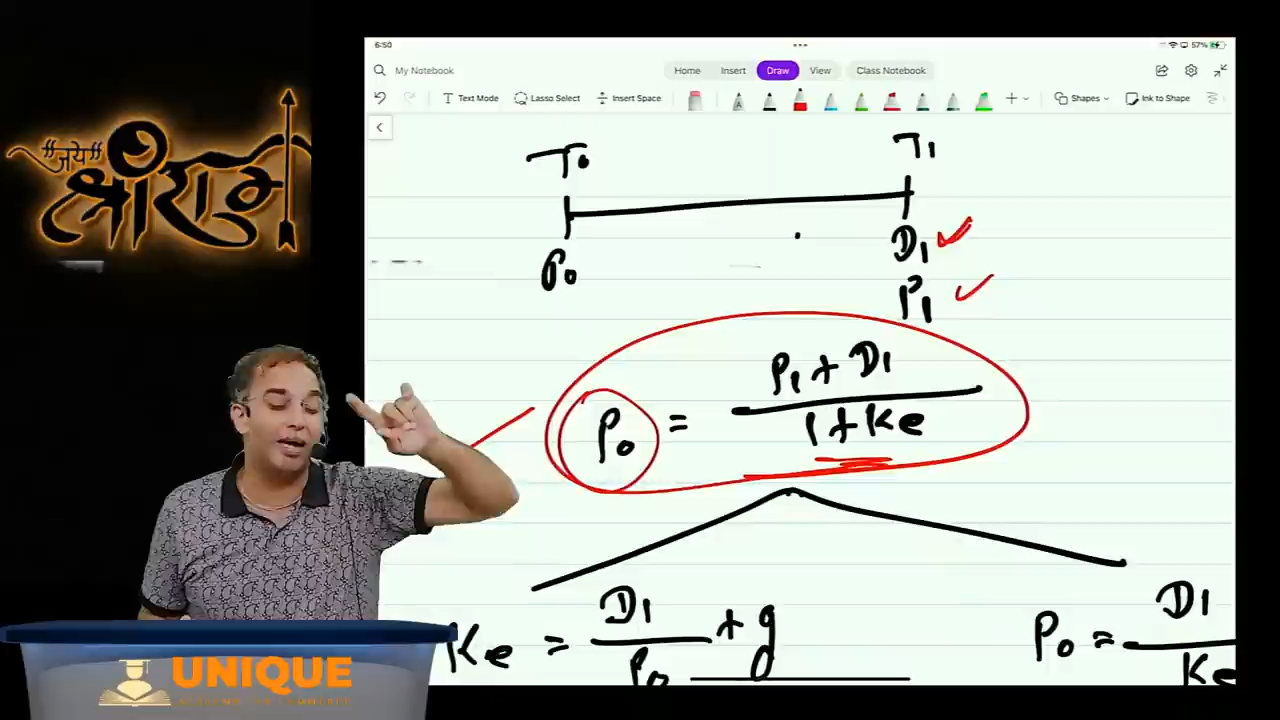 6:50
57%
My Notebook
Home Insert Draw View Class Notebook
Text Mode Lasso Select Insert Space Shapes Ink to Shape
"जय"
श्रीराम
T0 T1
P0 D1
P1
P0 = P1 + D1
1 + Ke
Ke = D1 + g
P0
P0 = D1
Ke
UNIQUE